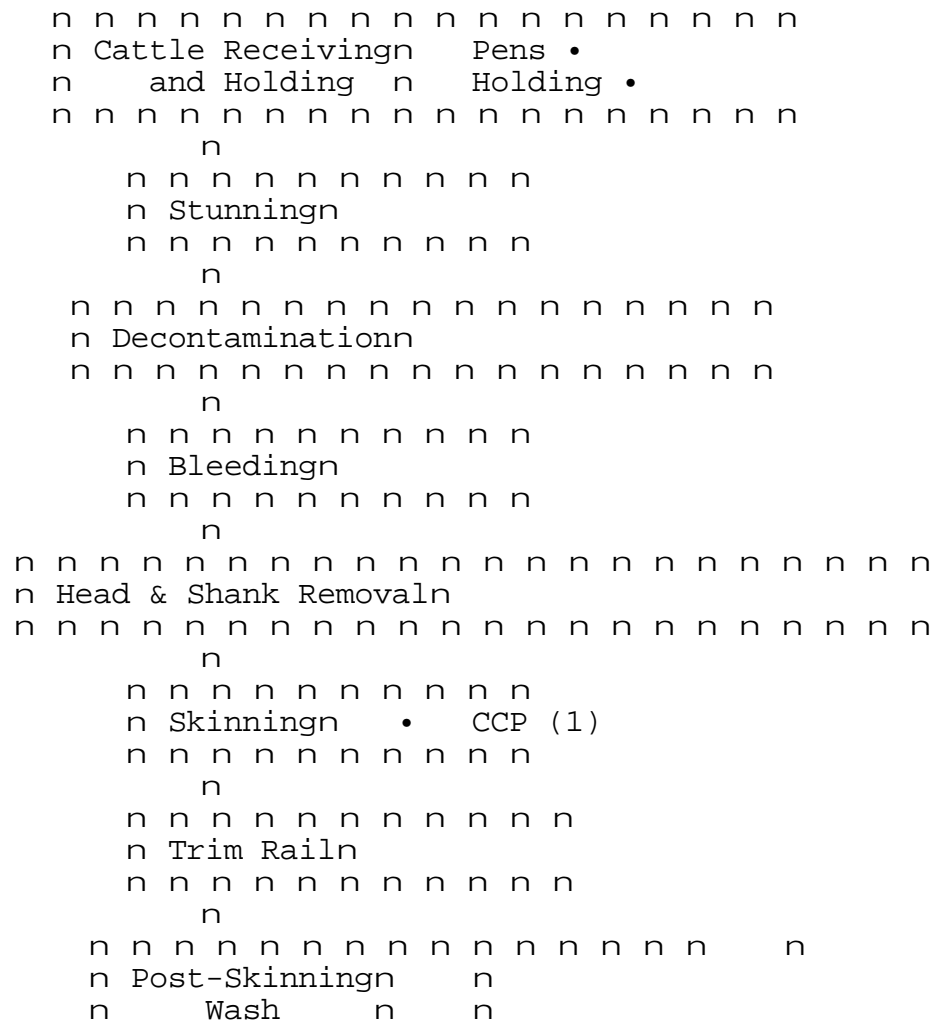 n n n n n n n n n n n n n n n n n n
n Cattle Receivingn Pens •
n and Holding n Holding •
n n n n n n n n n n n n n n n n n n
n
n n n n n n n n n n
n Stunningn
n n n n n n n n n n
n
n n n n n n n n n n n n n n n n n
n Decontaminationn
n n n n n n n n n n n n n n n n n
n
n n n n n n n n n n
n Bleedingn
n n n n n n n n n n
n
n n n n n n n n n n n n n n n n n n n n n n
n Head & Shank Removaln
n n n n n n n n n n n n n n n n n n n n n n
n
n n n n n n n n n n
n Skinningn • CCP (1)
n n n n n n n n n n
n
n n n n n n n n n n n
n Trim Railn
n n n n n n n n n n n
n
n n n n n n n n n n n n n n n n
n Post-Skinningn n
n Wash n n